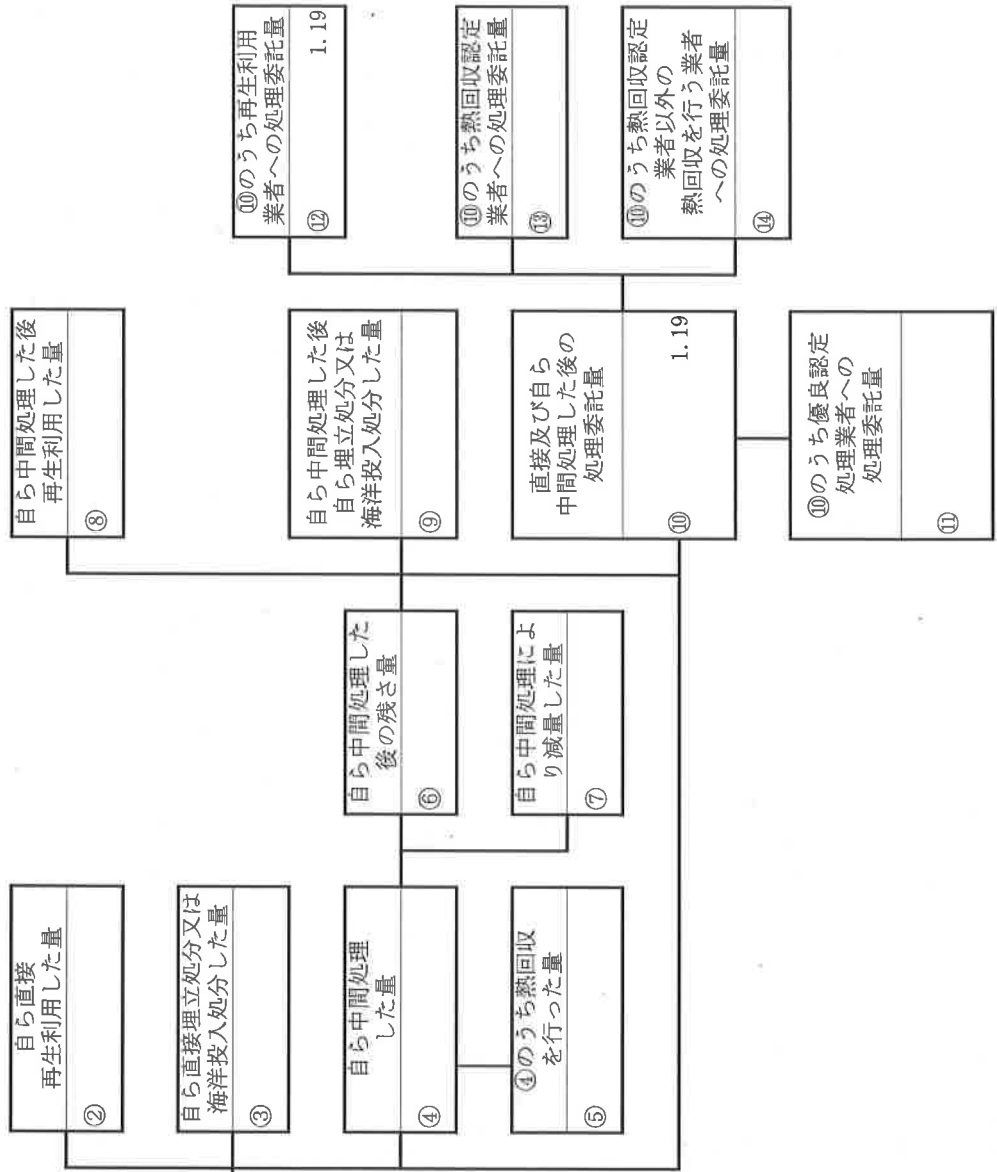 ②
自ら直接
再生利用した量
③
自ら直接埋立処分又は
海洋投入処分した量
④
自ら中間処理
した量
⑤
④のうち熱回収
を行った量
⑥
自ら中間処理した
後の残さ量
⑦
自ら中間処理によ
り減量した量
⑧
自ら中間処理した後
再生利用した量
⑨
自ら中間処理した後
自ら埋立処分又は
海洋投入処分した量
⑩
直接及び自ら
中間処理した後の
処理委託量
1.19
⑪
⑩のうち優良認定
処理業者への
処理委託量
⑫
⑩のうち再生利用
業者への処理委託量
1.19
⑬
⑩のうち熱回収認定
業者への処理委託量
⑭
⑩のうち熱回収認定
業者以外の
熱回収を行う業者
への処理委託量